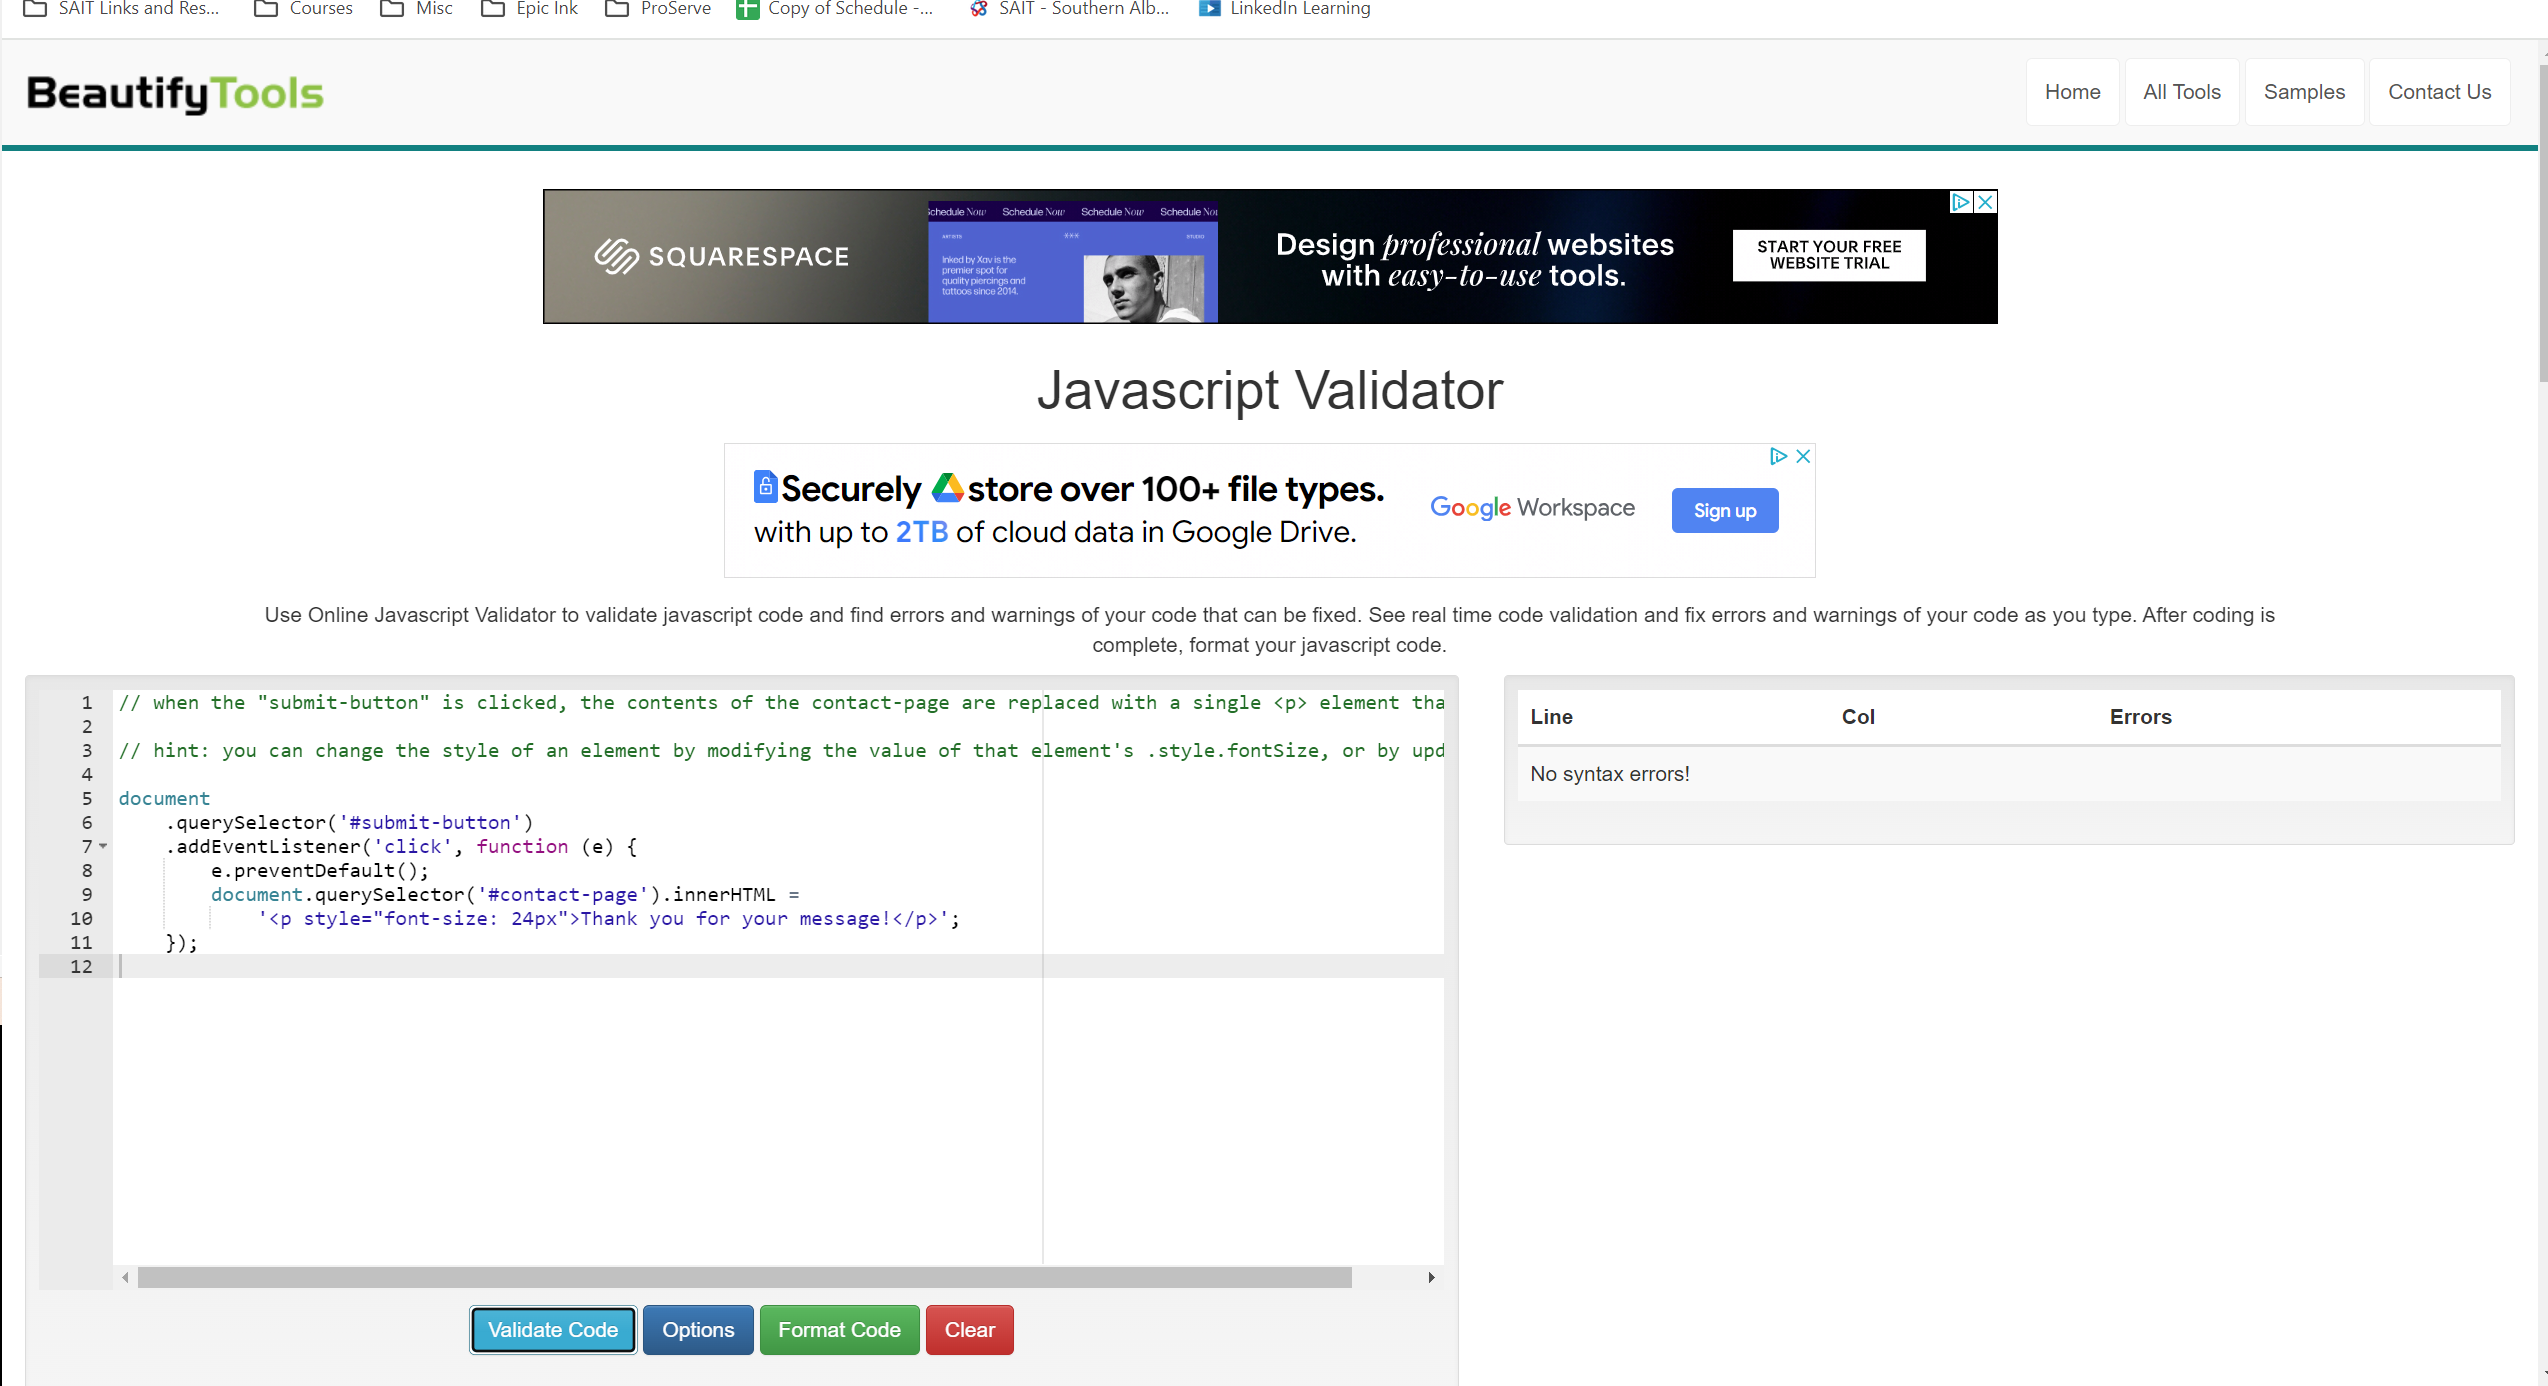 SAIT Links and Res... Courses Misc Epic Ink ProServe Copy of Schedule -... SAIT - Southern Alb... LinkedIn Learning
BeautifyTools
Home All Tools Samples Contact Us
SQUARESPACE
Schedule Now Schedule Now Schedule Now
ARTISTS *** STUDIO
Inked by Xav is the
premier spot for
quality piercings and
tattoos since 2014.
Design professional websites
with easy-to-use tools.
START YOUR FREE
WEBSITE TRIAL
Javascript Validator
Securely store over 100+ file types.
with up to 2TB of cloud data in Google Drive.
Google Workspace
Sign up
Use Online Javascript Validator to validate javascript code and find errors and warnings of your code that can be fixed. See real time code validation and fix errors and warnings of your code as you type. After coding is
complete, format your javascript code.
1 // when the "submit-button" is clicked, the contents of the contact-page are replaced with a single <p> element tha
2
3 // hint: you can change the style of an element by modifying the value of that element's .style.fontSize, or by upd
4
5 document
6 .querySelector('#submit-button')
7 .addEventListener('click', function (e) {
8 e.preventDefault();
9 document.querySelector('#contact-page').innerHTML =
10 '<p style="font-size: 24px">Thank you for your message!</p>';
11 });
12
Line Col Errors
No syntax errors!
Validate Code Options Format Code Clear